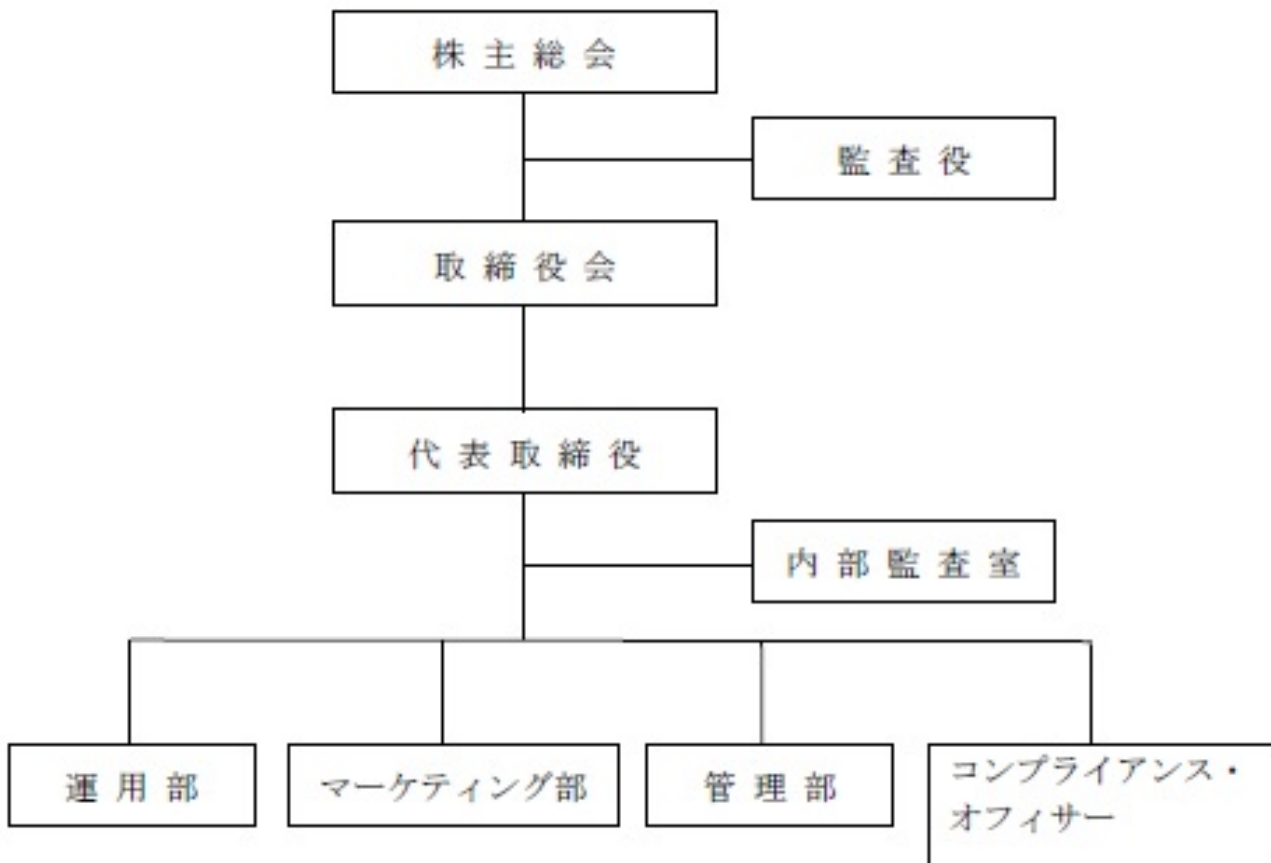 株主総会
監査役
取締役会
代表取締役
内部監査室
運用部
マーケティング部
管理部
コンプライアンス・
オフィサー